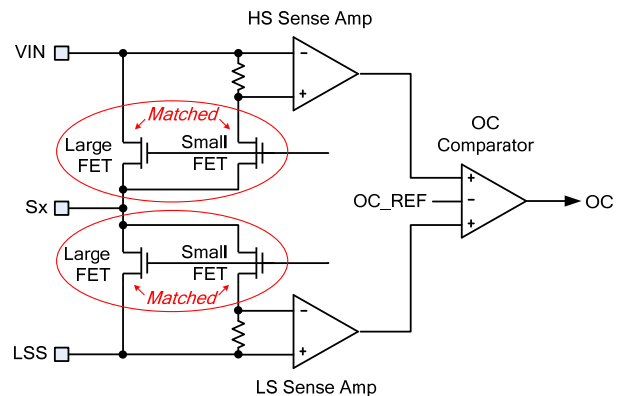 HS Sense Amp
VIN
−
+
Matched
Large
FET
Small
FET
OC
Comparator
+
OC_REF
−
+
OC
Sx
Large
FET
Small
FET
Matched
−
+
LSS
LS Sense Amp